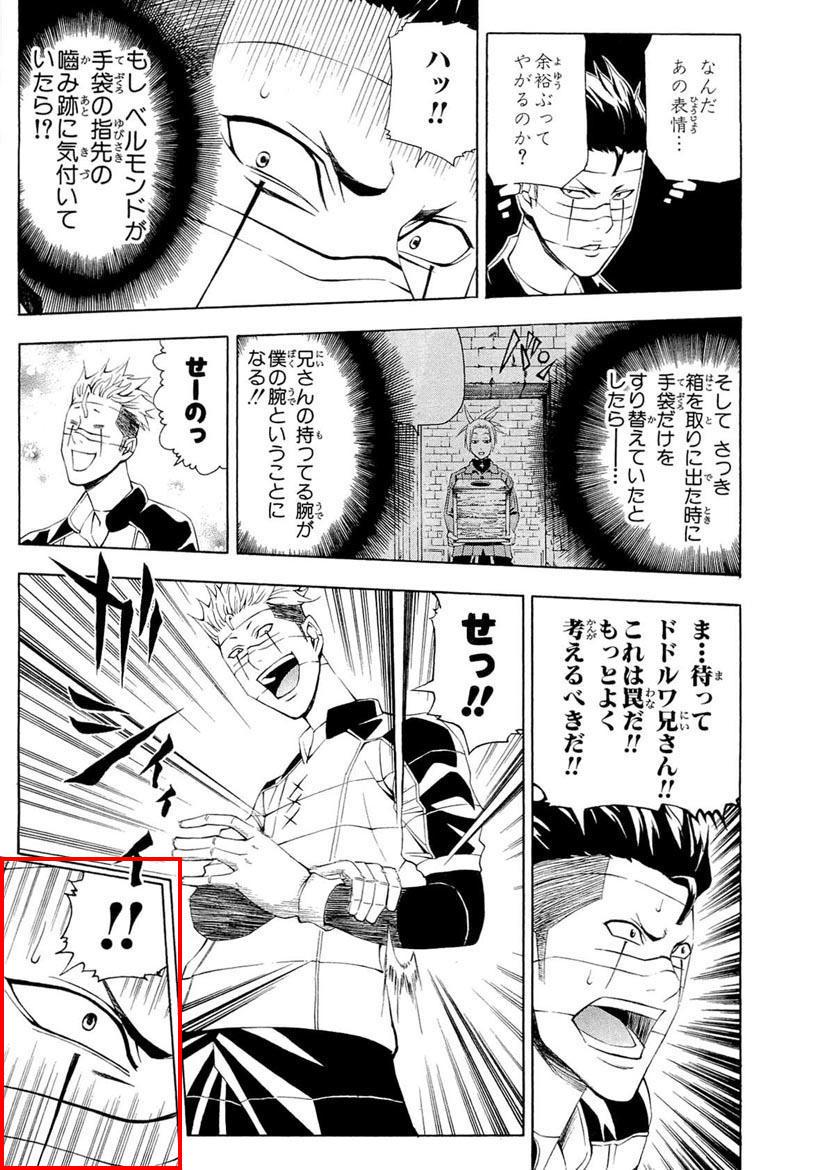 なんだ
あの表情…
余裕ぶって
やがるのか?
ハッ!!
もし ベルモンドが
手袋の指先の
嚙み跡に気付いて
いたら!?
そして さっき
箱を取りに出た時に
手袋だけを
すり替えていたと
したら――…
バン
兄さんの持ってる腕が
僕の腕ということに
なる!!
せーのっ
ま…待って
ドドルワ兄さん!!
これは罠だ!!
もっとよく
考えるべきだ!!
せっ!!
ガシィィ
!!